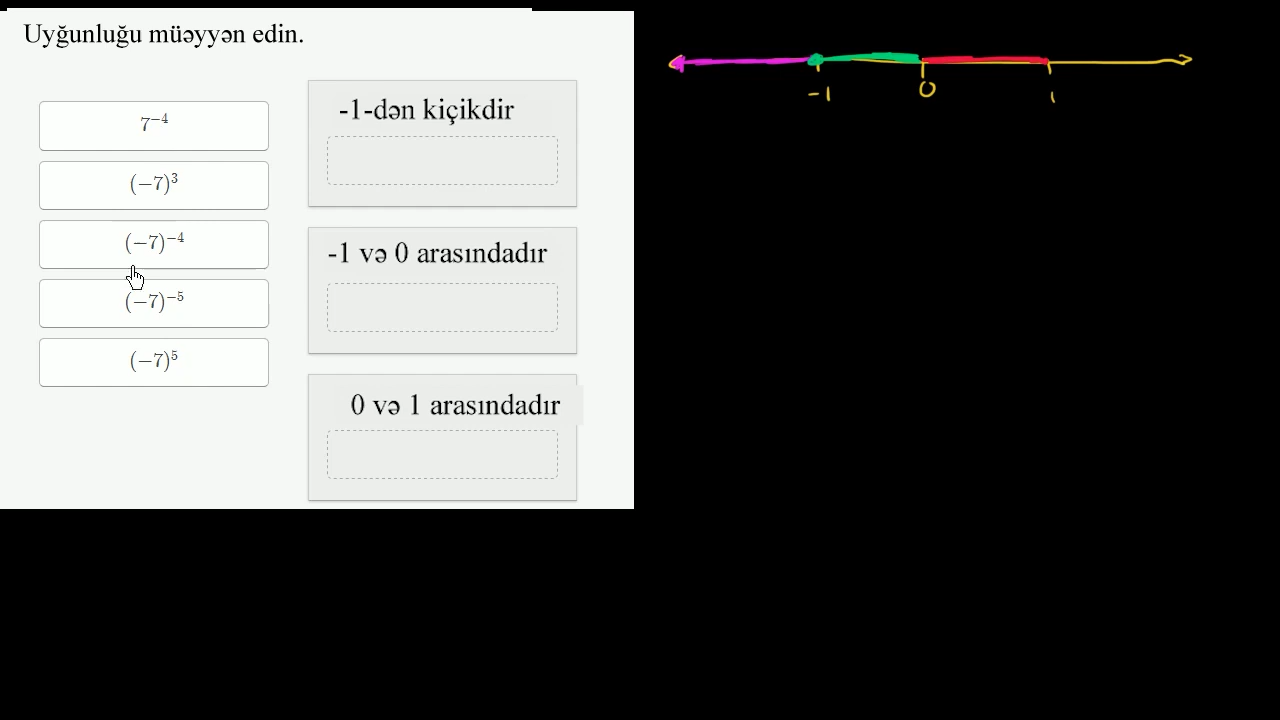 Uyğunluğu müəyyən edin.
7⁻⁴
(−7)³
(−7)⁻⁴
(−7)⁻⁵
(−7)⁵
-1-dən kiçikdir
-1 və 0 arasındadır
0 və 1 arasındadır
-1 0 1